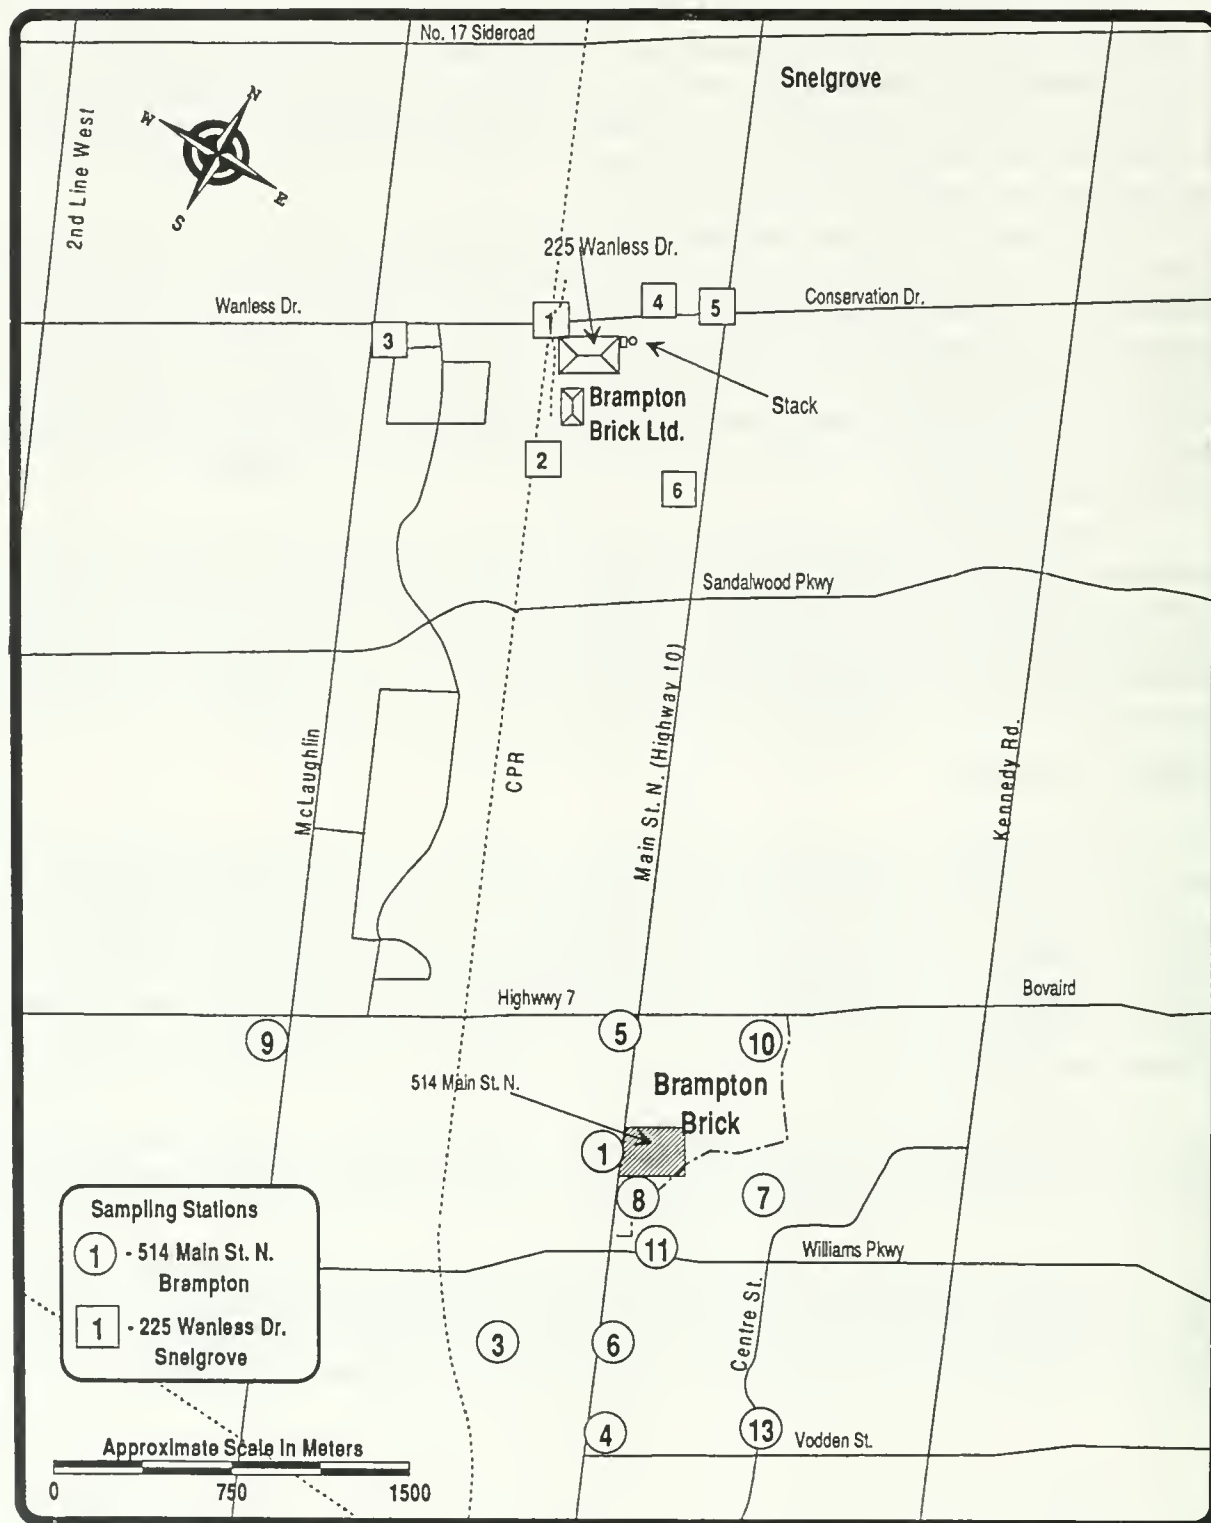 No. 17 Sideroad
Snelgrove
N
W
E
S
2nd Line West
225 Wanless Dr.
Wanless Dr.
1
4
5
Conservation Dr.
3
Stack
Brampton
Brick Ltd.
2
6
Sandalwood Pkwy
McLaughlin
CPR
Main St. N. (Highway 10)
Kennedy Rd.
Highwwy 7
Bovaird
9
5
10
514 Main St. N.
Brampton
Brick
1
8
7
11
Williams Pkwy
Centre St.
3
6
4
13
Vodden St.
Sampling Stations
1 - 514 Main St. N.
Brampton
1 - 225 Wanless Dr.
Snelgrove
Approximate Scale in Meters
0 750 1500